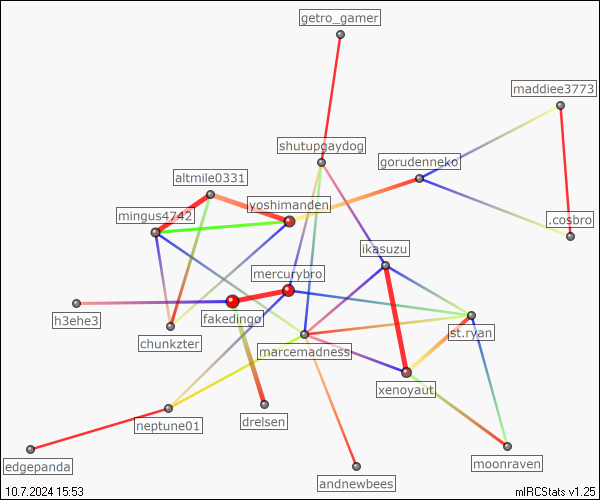 getro_gamer
maddiee3773
shutupgaydog
gorudenneko
altmile0331
yoshimanden
mingus4742
.cosbro
ikasuzu
mercurybro
h3ehe3
fakedingo
st.ryan
chunkzter
marcemadness
xenoyaut
neptune01
drelsen
edgepanda
moonraven
andnewbees
10.7.2024 15:53
mIRCStats v1.25